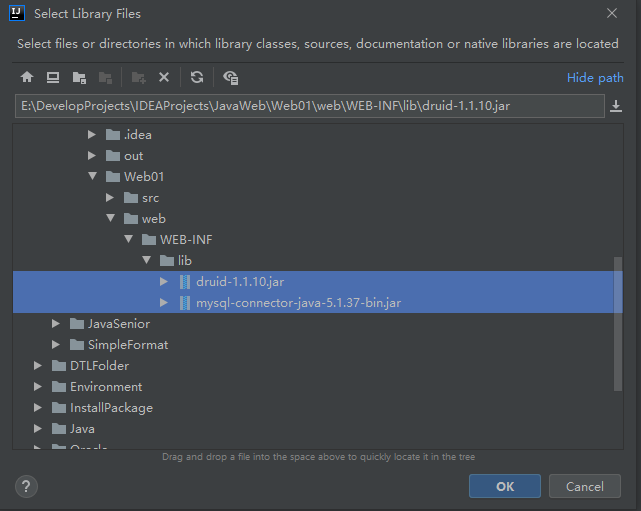 Select Library Files
Select files or directories in which library classes, sources, documentation or native libraries are located
Hide path
E:\DevelopProjects\IDEAProjects\JavaWeb\Web01\web\WEB-INF\lib\druid-1.1.10.jar
.idea
out
Web01
src
web
WEB-INF
lib
druid-1.1.10.jar
mysql-connector-java-5.1.37-bin.jar
JavaSenior
SimpleFormat
DTLFolder
Environment
InstallPackage
Java
Drag and drop a file into the space above to quickly locate it in the tree
?
OK
Cancel